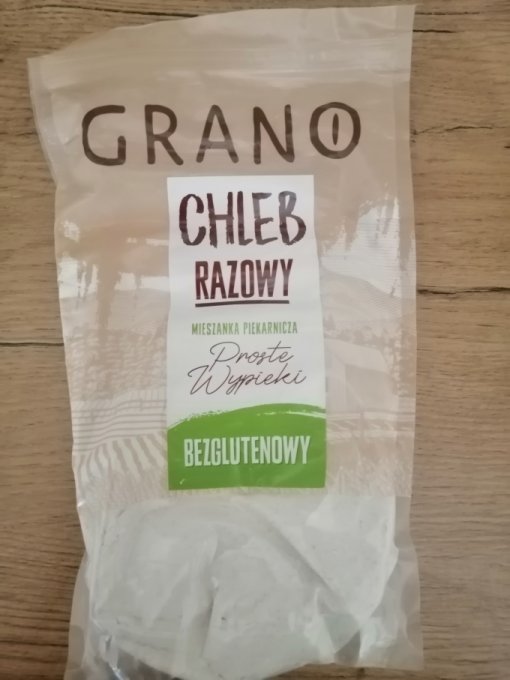 GRANO
CHLEB
RAZOWY
MIESZANKA PIEKARNICZA
Proste
Wypieki
BEZGLUTENOWY